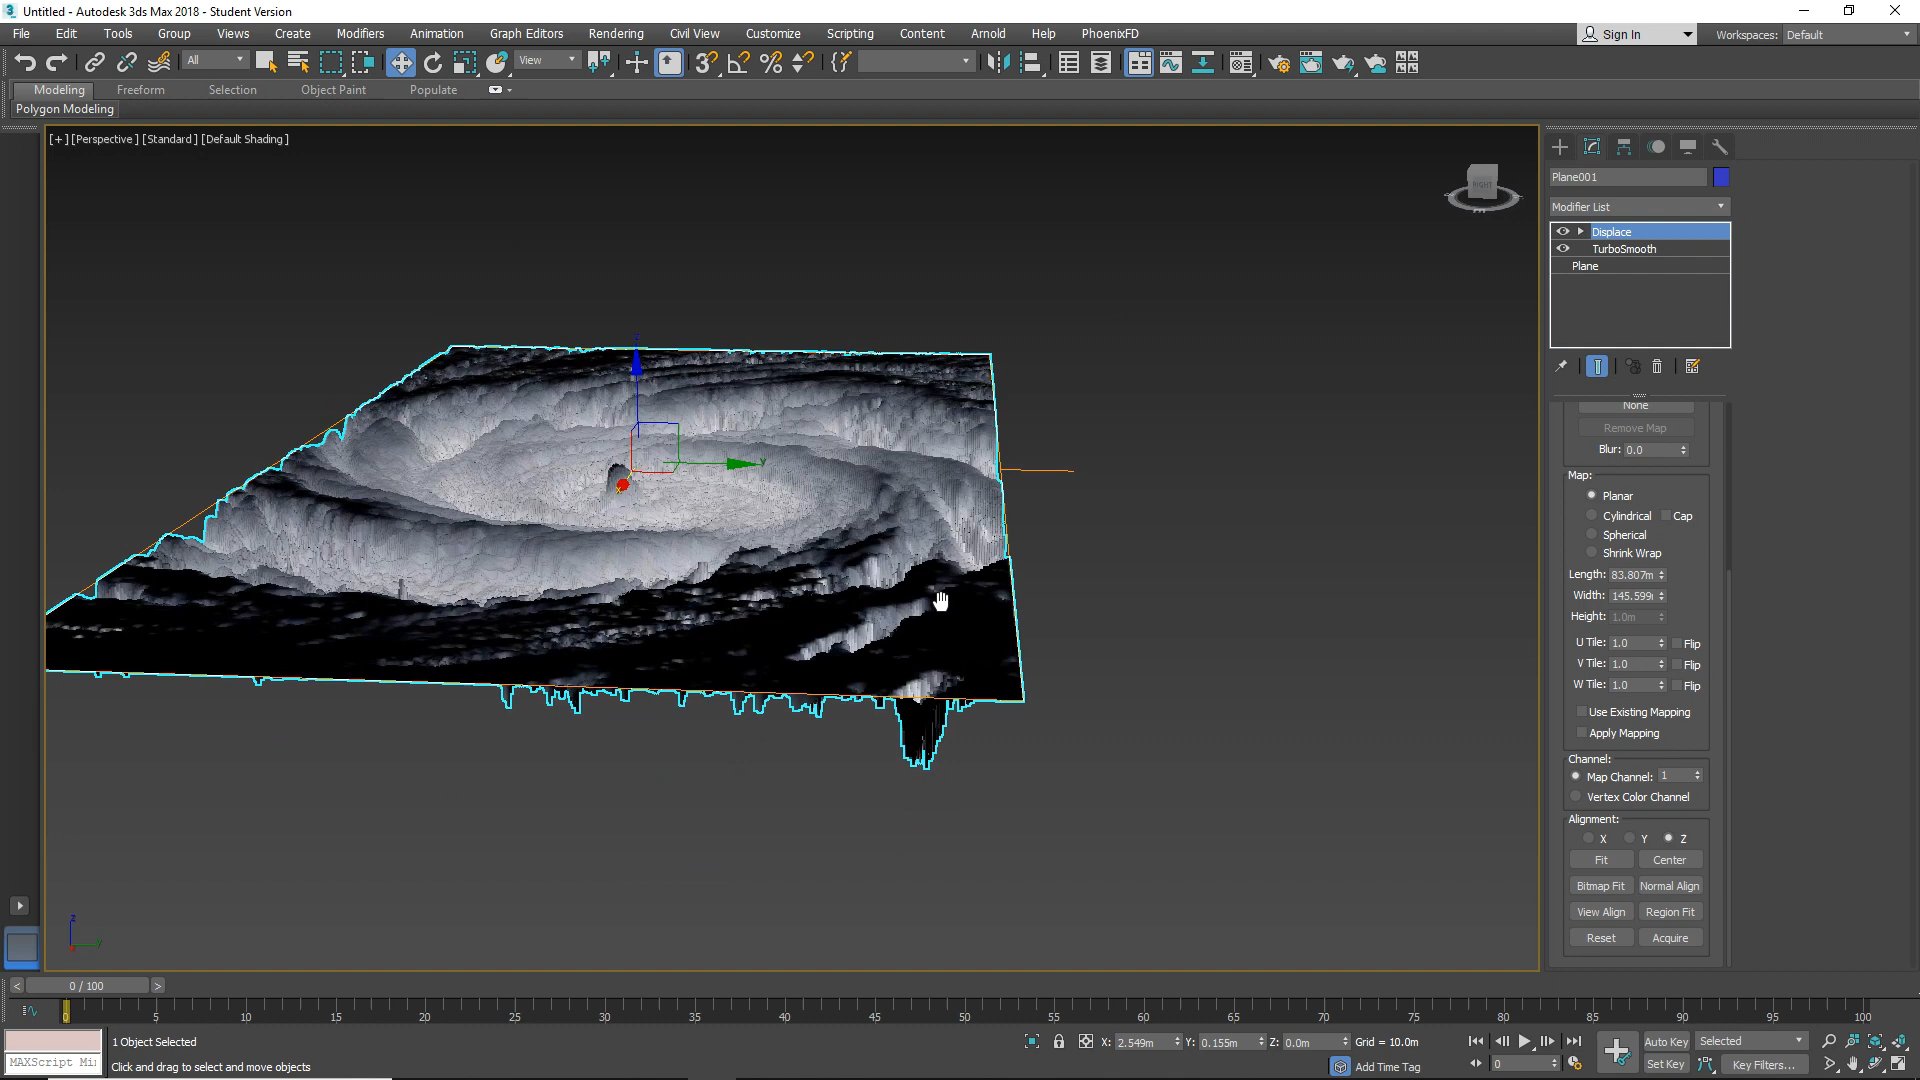 Untitled - Autodesk 3ds Max 2018 - Student Version
File Edit Tools Group Views Create Modifiers Animation Graph Editors Rendering Civil View Customize Scripting Content Arnold Help PhoenixFD Sign In Workspaces: Default
All View
Modeling Freeform Selection Object Paint Populate
Polygon Modeling
[+] [Perspective ] [Standard ] [Default Shading ]
RIGHT
Plane001
Modifier List
Displace
TurboSmooth
Plane
None
Remove Map
Blur: 0.0
Map:
Planar
Cylindrical Cap
Spherical
Shrink Wrap
Length: 83.807m
Width: 145.599
Height: 1.0m
U Tile: 1.0 Flip
V Tile: 1.0 Flip
W Tile: 1.0 Flip
Use Existing Mapping
Apply Mapping
Channel:
Map Channel: 1
Vertex Color Channel
Alignment:
X Y Z
Fit Center
Bitmap Fit Normal Align
View Align Region Fit
Reset Acquire
z
y
< 0 / 100 >
0 5 10 15 20 25 30 35 40 45 50 55 60 65 70 75 80 85 90 95 100
1 Object Selected X: 2.549m Y: 0.155m Z: 0.0m Grid = 10.0m Auto Key Selected
MAXScript Mi Click and drag to select and move objects Add Time Tag 0 Set Key Key Filters...